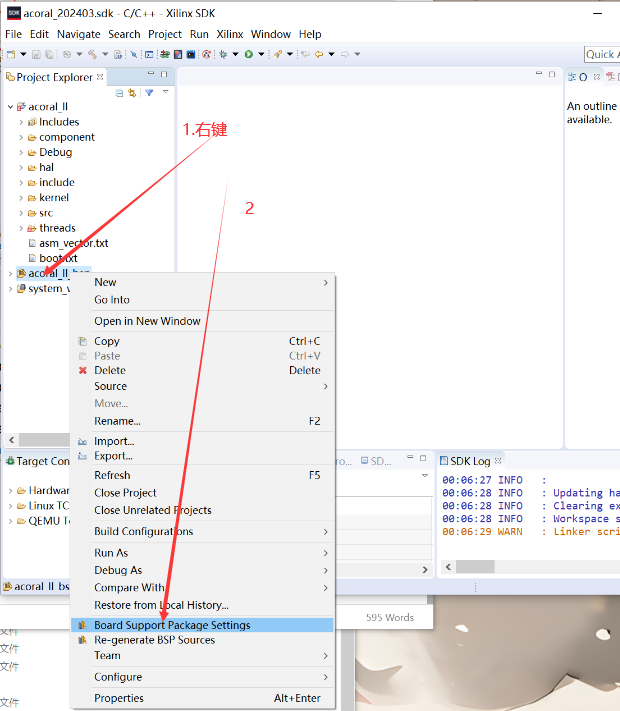 acoral_202403.sdk - C/C++ - Xilinx SDK
File Edit Navigate Search Project Run Xilinx Window Help
Quick A
Project Explorer
O
acoral_II
Includes
component
Debug
hal
include
kernel
src
threads
asm_vector.txt
boot.txt
acoral_II_bsp
system_w
An outline
available.
1.右键
2
New
Go Into
Open in New Window
Copy Ctrl+C
Paste Ctrl+V
Delete Delete
Source
Move...
Rename... F2
Import...
Export...
Refresh F5
Close Project
Close Unrelated Projects
Build Configurations
Run As
Debug As
Compare With
Restore from Local History...
Board Support Package Settings
Re-generate BSP Sources
Team
Configure
Properties Alt+Enter
Target Con
Hardwar
Linux TC
QEMU T
ro...
SD...
SDK Log
00:06:27 INFO :
00:06:28 INFO : Updating ha
00:06:28 INFO : Clearing ex
00:06:28 INFO : Workspace s
00:06:29 WARN : Linker scri
acoral_II_bs
595 Words
文件
文件
文件
文件